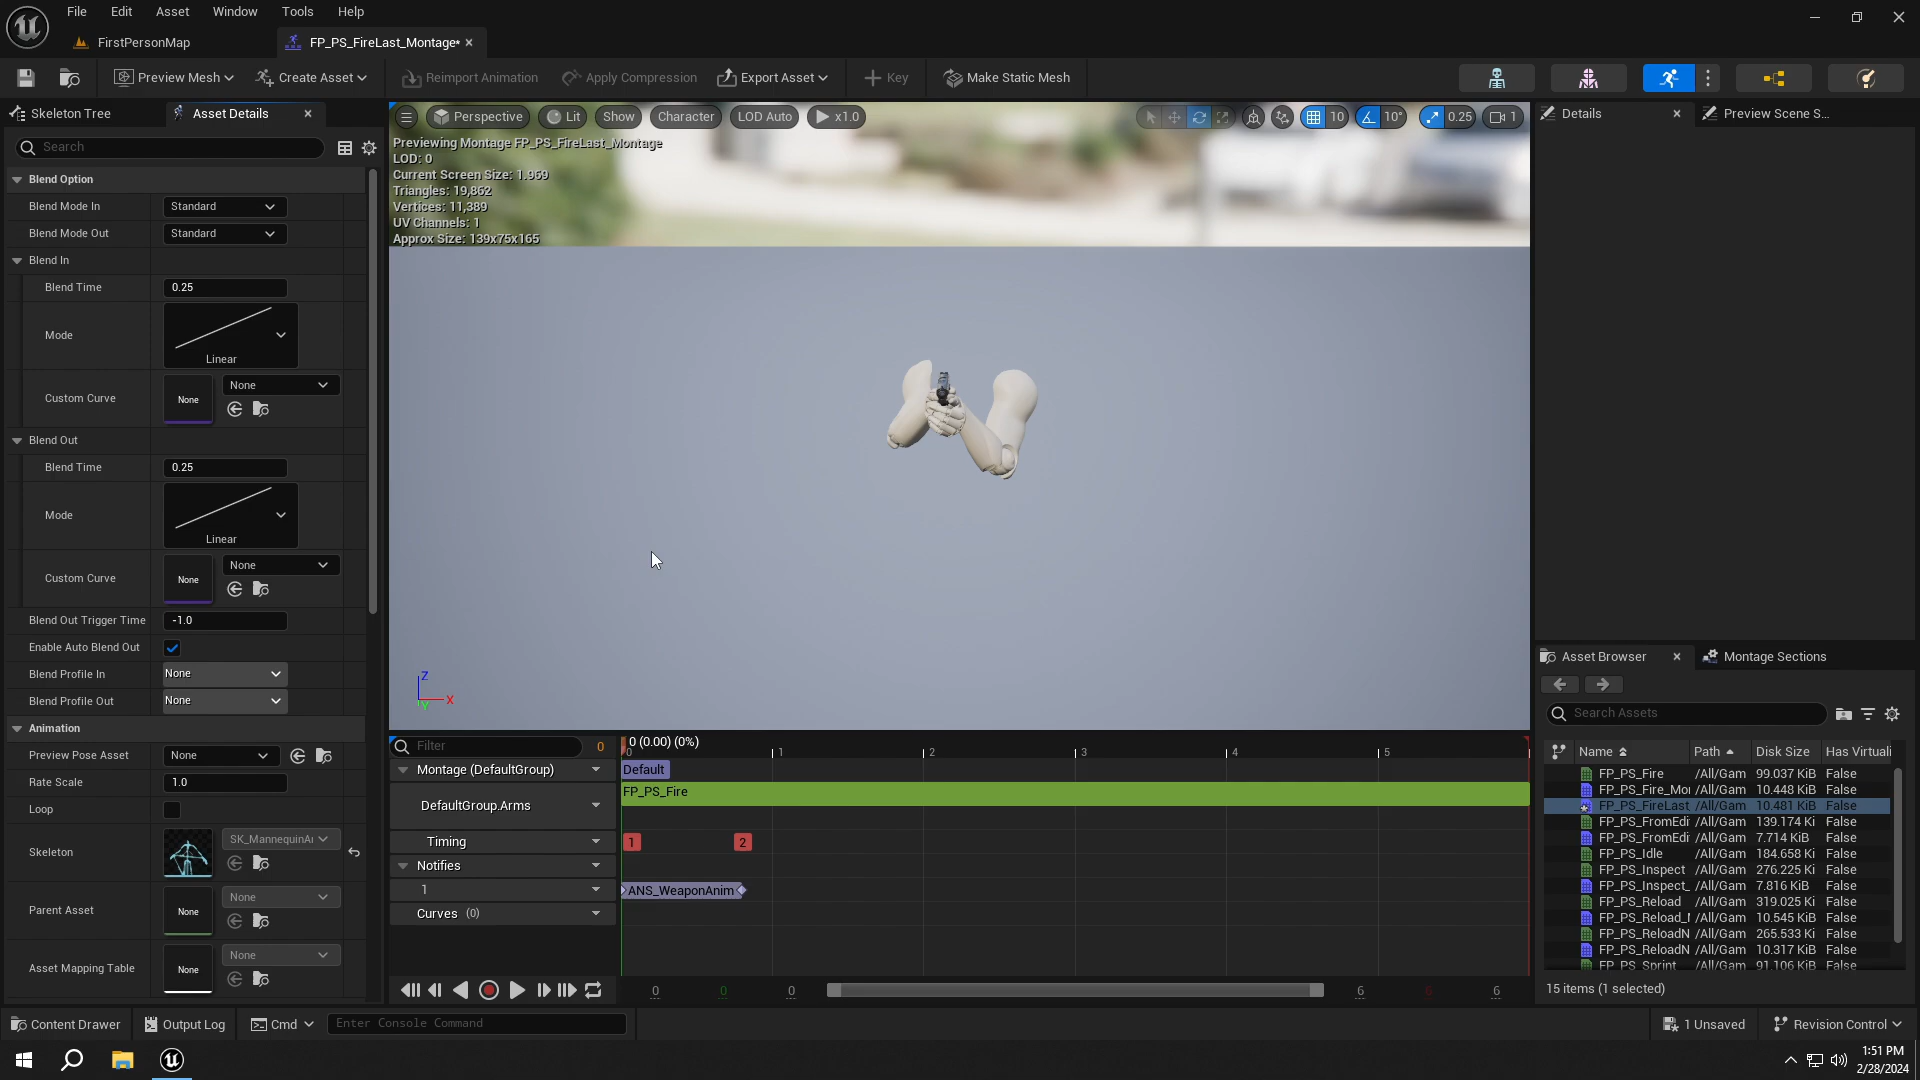 File Edit Asset Window Tools Help
FirstPersonMap
FP_PS_FireLast_Montage*
Preview Mesh
Create Asset
Reimport Animation
Apply Compression
Export Asset
Key
Make Static Mesh
Skeleton Tree
Asset Details
Search
Blend Option
Blend Mode In Standard
Blend Mode Out Standard
Blend In
Blend Time 0.25
Mode
Linear
Custom Curve None None
Blend Out
Blend Time 0.25
Mode
Linear
Custom Curve None None
Blend Out Trigger Time -1.0
Enable Auto Blend Out
Blend Profile In None
Blend Profile Out None
Animation
Preview Pose Asset None
Rate Scale 1.0
Loop
Skeleton SK_MannequinAr
Parent Asset None None
Asset Mapping Table None None
Perspective Lit Show Character LOD Auto x1.0
10 10° 0.25 1
Previewing Montage FP_PS_FireLast_Montage
LOD: 0
Current Screen Size: 1.969
Triangles: 19,862
Vertices: 11,389
UV Channels: 1
Approx Size: 139x75x165
Z
X
Y
Filter 0
0 (0.00) (0%)
0 1 2 3 4 5
Montage (DefaultGroup) Default
DefaultGroup.Arms FP_PS_Fire
Timing 1 2
Notifies
1 ANS_WeaponAnim
Curves (0)
0 0 0 6 6 6
Details
Preview Scene S...
Asset Browser
Montage Sections
Search Assets
Name Path Disk Size Has Virtuali
FP_PS_Fire /All/Gam 99.037 KiB False
FP_PS_Fire_Mon /All/Gam 10.448 KiB False
FP_PS_FireLast /All/Gam 10.481 KiB False
FP_PS_FromEdi /All/Gam 139.174 Ki False
FP_PS_FromEdi /All/Gam 7.714 KiB False
FP_PS_Idle /All/Gam 184.658 Ki False
FP_PS_Inspect /All/Gam 276.225 Ki False
FP_PS_Inspect_ /All/Gam 7.816 KiB False
FP_PS_Reload /All/Gam 319.025 Ki False
FP_PS_Reload_M /All/Gam 10.545 KiB False
FP_PS_ReloadN /All/Gam 265.533 Ki False
FP_PS_ReloadN /All/Gam 10.317 KiB False
FP_PS_Sprint /All/Gam 91.106 KiB False
15 items (1 selected)
Content Drawer
Output Log
Cmd
Enter Console Command
1 Unsaved
Revision Control
1:51 PM
2/28/2024